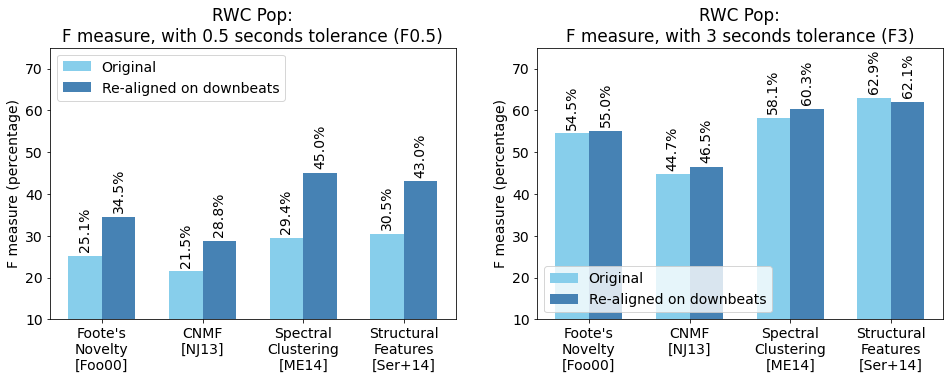 RWC Pop:
F measure, with 0.5 seconds tolerance (F0.5)
F measure (percentage)
70
60
50
40
30
20
10
Original
Re-aligned on downbeats
25.1%
34.5%
21.5%
28.8%
29.4%
45.0%
30.5%
43.0%
Foote's
Novelty
[Foo00]
CNMF
[NJ13]
Spectral
Clustering
[ME14]
Structural
Features
[Ser+14]
RWC Pop:
F measure, with 3 seconds tolerance (F3)
F measure (percentage)
70
60
50
40
30
20
10
54.5%
55.0%
44.7%
46.5%
58.1%
60.3%
62.9%
62.1%
Original
Re-aligned on downbeats
Foote's
Novelty
[Foo00]
CNMF
[NJ13]
Spectral
Clustering
[ME14]
Structural
Features
[Ser+14]